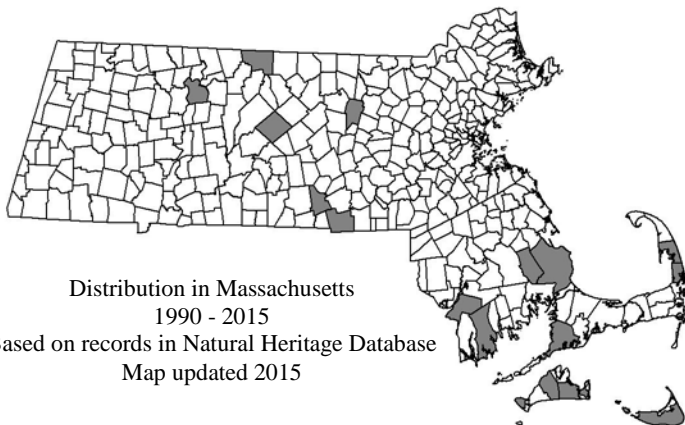 Distribution in Massachusetts
1990 - 2015
ased on records in Natural Heritage Database
Map updated 2015